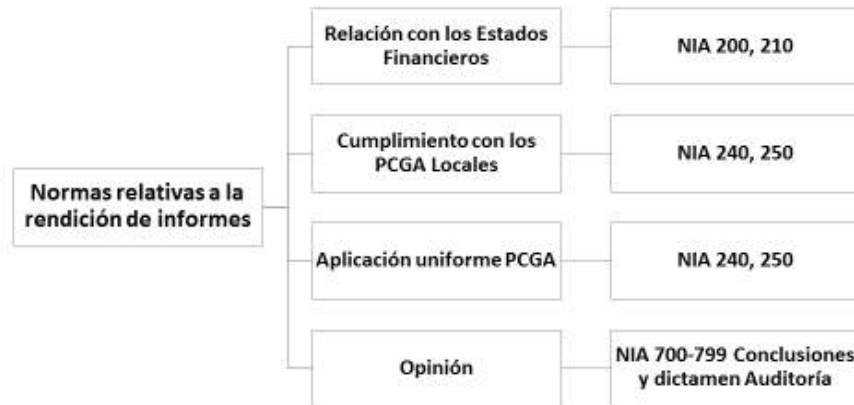 Normas relativas a la
rendición de informes
Relación con los Estados
Financieros
NIA 200, 210
Cumplimiento con los
PCGA Locales
NIA 240, 250
Aplicación uniforme PCGA
NIA 240, 250
Opinión
NIA 700-799 Conclusiones
y dictamen Auditoría